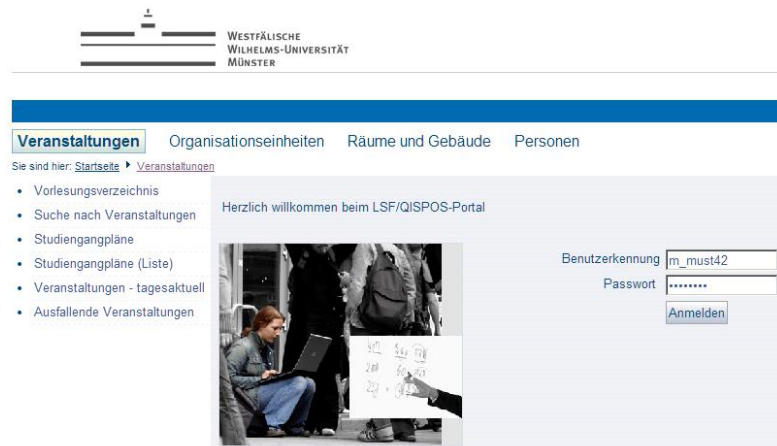 WESTFÄLISCHE
WILHELMS-UNIVERSITÄT
MÜNSTER
Veranstaltungen Organisationseinheiten Räume und Gebäude Personen
Sie sind hier: Startseite Veranstaltungen
Vorlesungsverzeichnis
Suche nach Veranstaltungen
Studiengangpläne
Studiengangpläne (Liste)
Veranstaltungen - tagesaktuell
Ausfallende Veranstaltungen
Herzlich willkommen beim LSF/QISPOS-Portal
Benutzerkennung m_must42
Passwort ••••••••
Anmelden